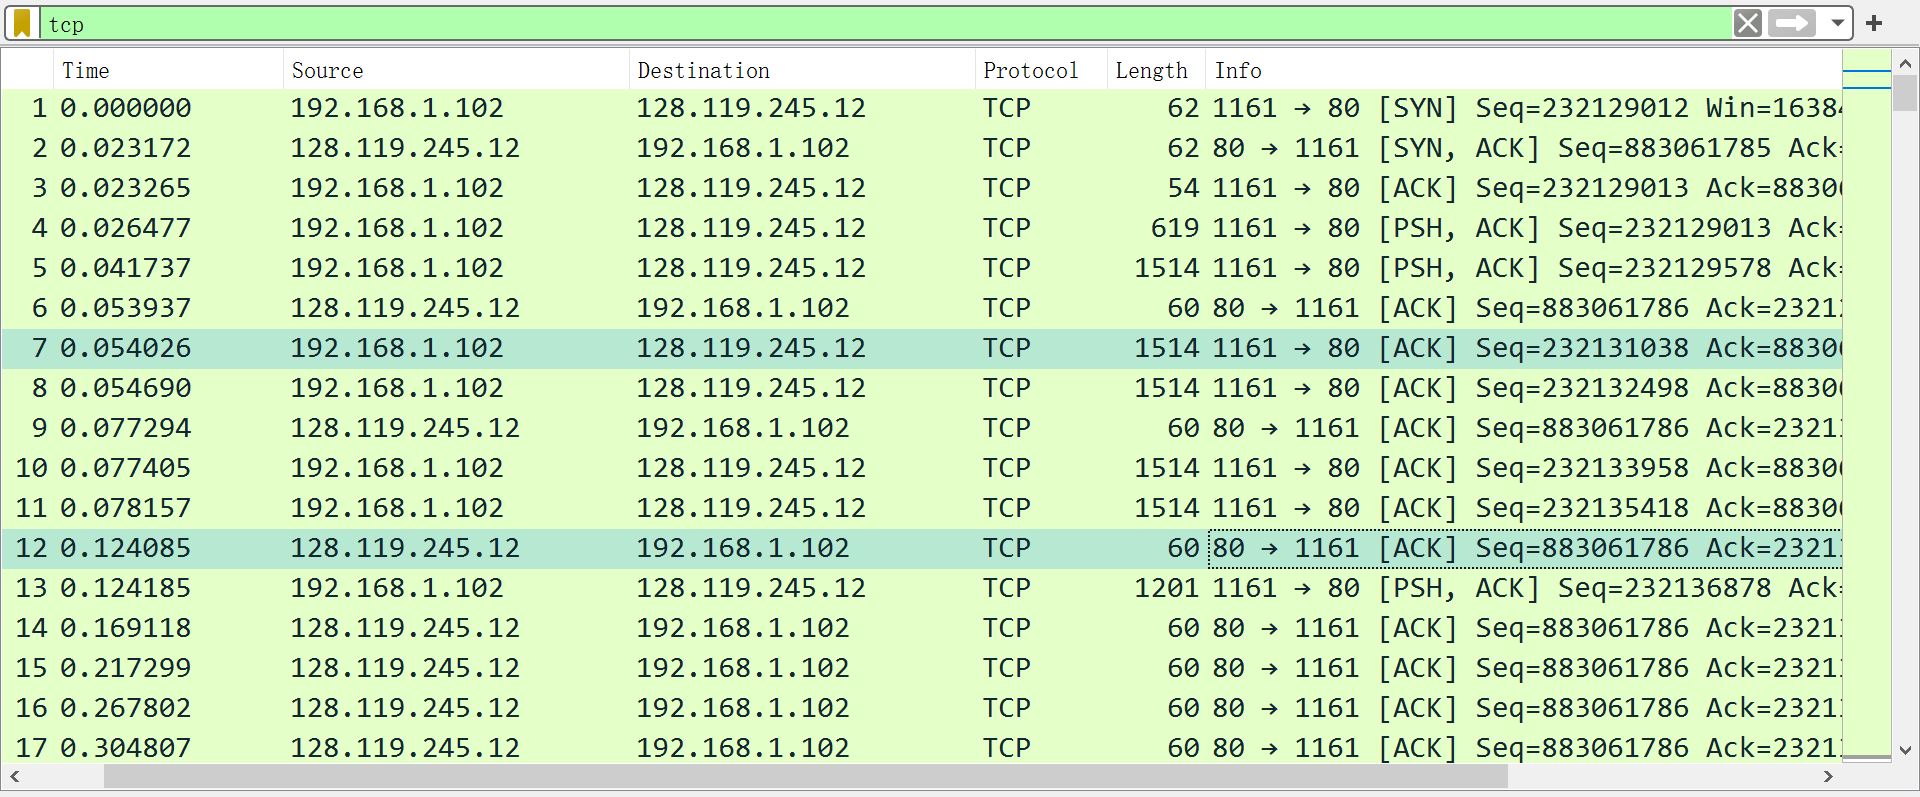 tcp
Time Source Destination Protocol Length Info
1 0.000000 192.168.1.102 128.119.245.12 TCP 62 1161 → 80 [SYN] Seq=232129012 Win=16384
2 0.023172 128.119.245.12 192.168.1.102 TCP 62 80 → 1161 [SYN, ACK] Seq=883061785 Ack=
3 0.023265 192.168.1.102 128.119.245.12 TCP 54 1161 → 80 [ACK] Seq=232129013 Ack=8830
4 0.026477 192.168.1.102 128.119.245.12 TCP 619 1161 → 80 [PSH, ACK] Seq=232129013 Ack=
5 0.041737 192.168.1.102 128.119.245.12 TCP 1514 1161 → 80 [PSH, ACK] Seq=232129578 Ack=
6 0.053937 128.119.245.12 192.168.1.102 TCP 60 80 → 1161 [ACK] Seq=883061786 Ack=2321
7 0.054026 192.168.1.102 128.119.245.12 TCP 1514 1161 → 80 [ACK] Seq=232131038 Ack=8830
8 0.054690 192.168.1.102 128.119.245.12 TCP 1514 1161 → 80 [ACK] Seq=232132498 Ack=8830
9 0.077294 128.119.245.12 192.168.1.102 TCP 60 80 → 1161 [ACK] Seq=883061786 Ack=2321
10 0.077405 192.168.1.102 128.119.245.12 TCP 1514 1161 → 80 [ACK] Seq=232133958 Ack=8830
11 0.078157 192.168.1.102 128.119.245.12 TCP 1514 1161 → 80 [ACK] Seq=232135418 Ack=8830
12 0.124085 128.119.245.12 192.168.1.102 TCP 60 80 → 1161 [ACK] Seq=883061786 Ack=2321
13 0.124185 192.168.1.102 128.119.245.12 TCP 1201 1161 → 80 [PSH, ACK] Seq=232136878 Ack=
14 0.169118 128.119.245.12 192.168.1.102 TCP 60 80 → 1161 [ACK] Seq=883061786 Ack=2321
15 0.217299 128.119.245.12 192.168.1.102 TCP 60 80 → 1161 [ACK] Seq=883061786 Ack=2321
16 0.267802 128.119.245.12 192.168.1.102 TCP 60 80 → 1161 [ACK] Seq=883061786 Ack=2321
17 0.304807 128.119.245.12 192.168.1.102 TCP 60 80 → 1161 [ACK] Seq=883061786 Ack=2321